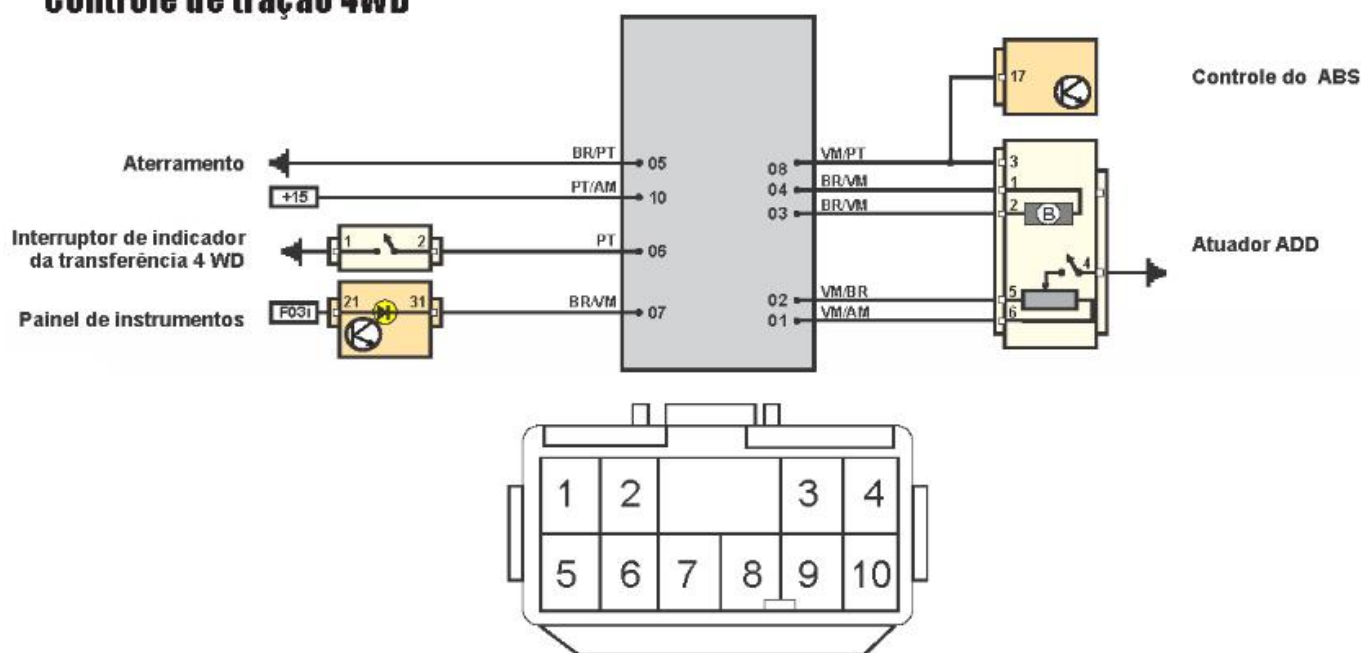 Controle de tração 4WD
17
Controle do ABS
Aterramento
BR/PT
05
08
VM/PT
3
+15
PT/AM
10
04
BR/VM
1
03
BR/VM
2
B
Interruptor de indicador
da transferência 4 WD
1
2
PT
06
4
Atuador ADD
Painel de instrumentos
F03i
21
31
BR/VM
07
02
VM/BR
5
01
VM/AM
6
1 2 3 4
5 6 7 8 9 10